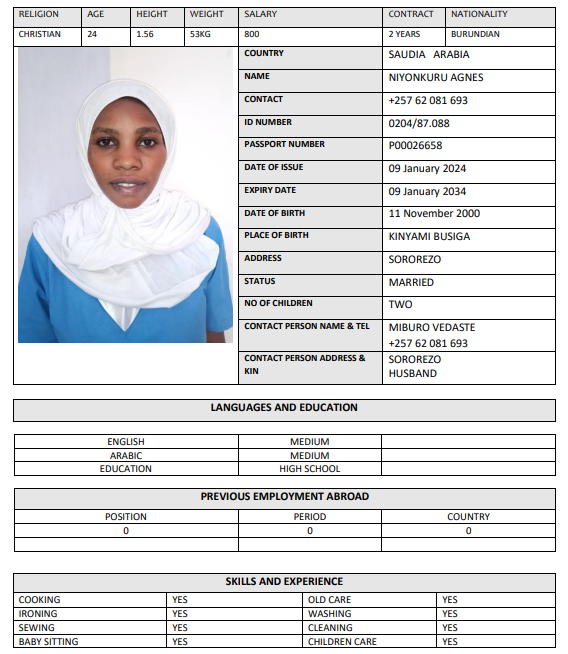 RELIGION AGE HEIGHT WEIGHT SALARY CONTRACT NATIONALITY
CHRISTIAN 24 1.56 53KG 800 2 YEARS BURUNDIAN
COUNTRY SAUDIA ARABIA
NAME NIYONKURU AGNES
CONTACT +257 62 081 693
ID NUMBER 0204/87.088
PASSPORT NUMBER P00026658
DATE OF ISSUE 09 January 2024
EXPIRY DATE 09 January 2034
DATE OF BIRTH 11 November 2000
PLACE OF BIRTH KINYAMI BUSIGA
ADDRESS SOROREZO
STATUS MARRIED
NO OF CHILDREN TWO
CONTACT PERSON NAME & TEL MIBURO VEDASTE
+257 62 081 693
CONTACT PERSON ADDRESS & SOROREZO
KIN HUSBAND
LANGUAGES AND EDUCATION
ENGLISH MEDIUM
ARABIC MEDIUM
EDUCATION HIGH SCHOOL
PREVIOUS EMPLOYMENT ABROAD
POSITION PERIOD COUNTRY
0 0 0
SKILLS AND EXPERIENCE
COOKING YES OLD CARE YES
IRONING YES WASHING YES
SEWING YES CLEANING YES
BABY SITTING YES CHILDREN CARE YES